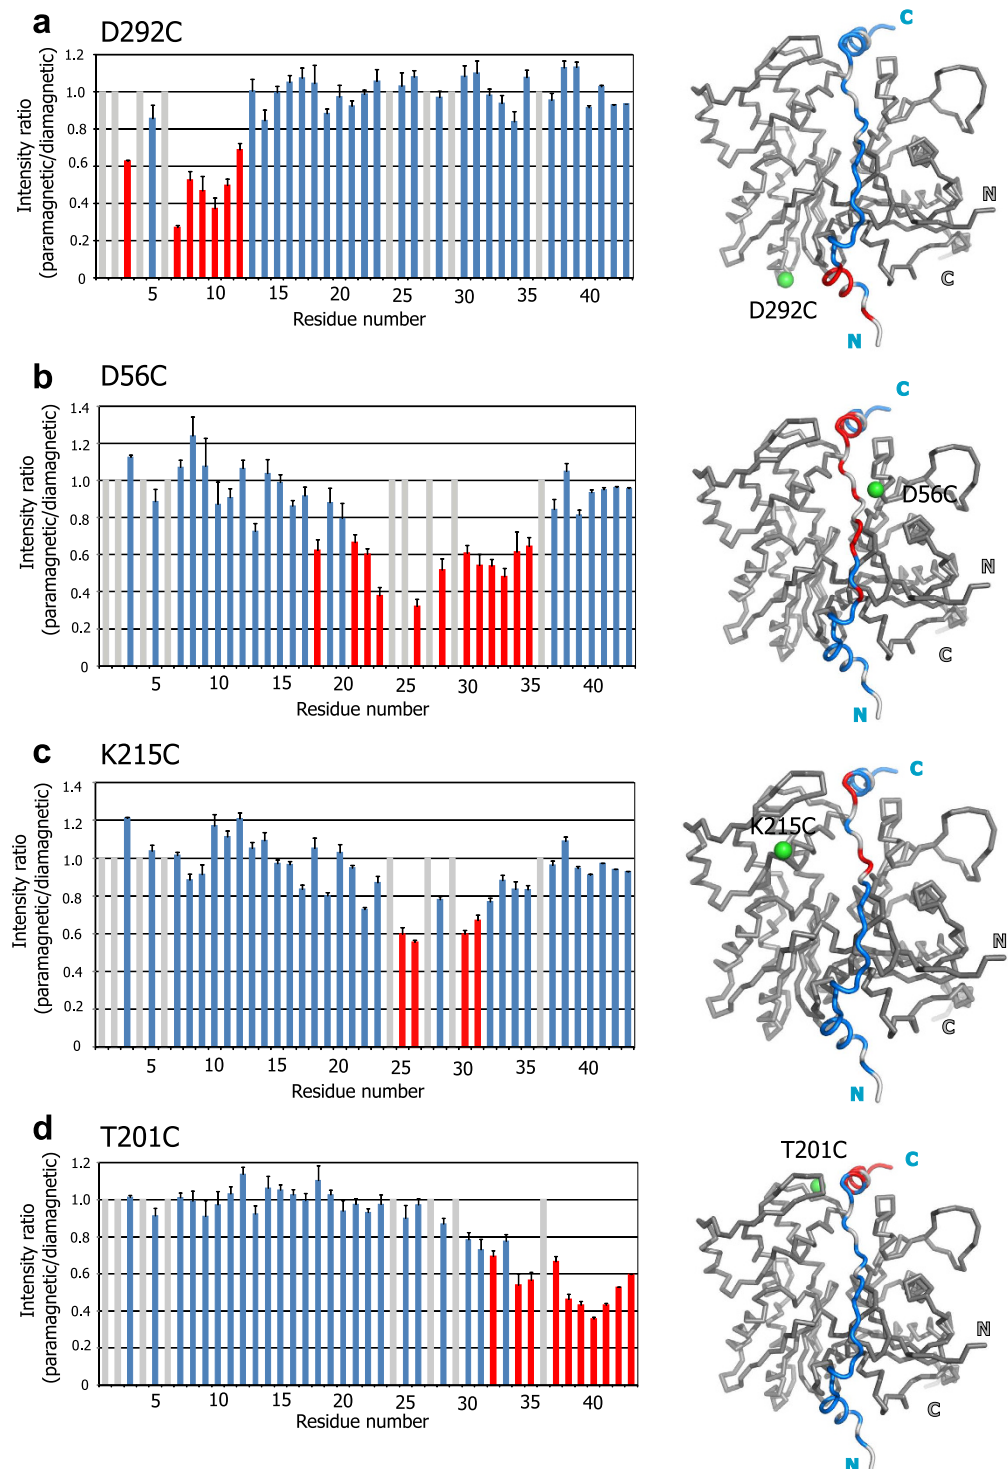 a
D292C
Intensity ratio
(paramagnetic/diamagnetic)
1.2
1.0
0.8
0.6
0.4
0.2
0
5 10 15 20 25 30 35 40
Residue number
C
N
C
D292C
N
b
D56C
Intensity ratio
(paramagnetic/diamagnetic)
1.4
1.2
1.0
0.8
0.6
0.4
0.2
0
5 10 15 20 25 30 35 40
Residue number
C
D56C
N
C
N
c
K215C
Intensity ratio
(paramagnetic/diamagnetic)
1.4
1.2
1.0
0.8
0.6
0.4
0.2
0
5 10 15 20 25 30 35 40
Residue number
C
K215C
N
C
N
d
T201C
Intensity ratio
(paramagnetic/diamagnetic)
1.2
1.0
0.8
0.6
0.4
0.2
0
5 10 15 20 25 30 35 40
Residue number
T201C
C
N
C
N